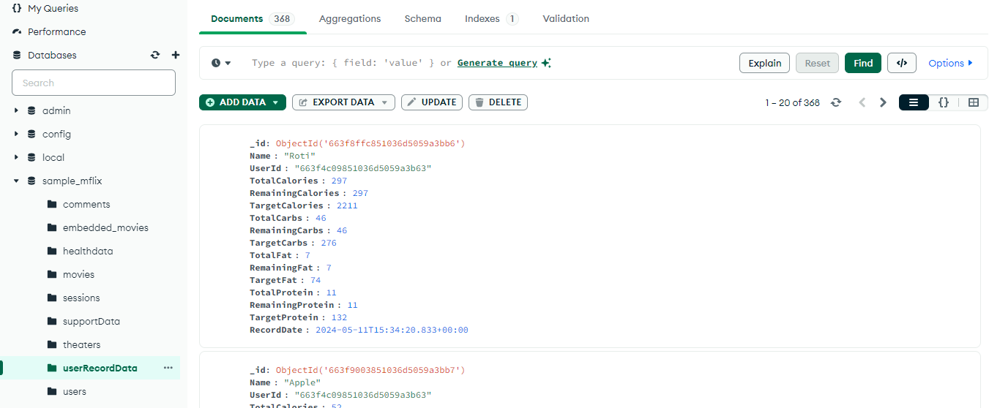 My Queries
Performance
Databases
Search
admin
config
local
sample_mflix
comments
embedded_movies
healthdata
movies
sessions
supportData
theaters
userRecordData
users
Documents 368 Aggregations Schema Indexes 1 Validation
Type a query: { field: 'value' } or Generate query
Explain Reset Find </> Options
ADD DATA EXPORT DATA UPDATE DELETE 1 – 20 of 368 {}
_id: ObjectId('663f8ffc851036d5059a3bb6')
Name : "Roti"
UserId : "663f4c09851036d5059a3b63"
TotalCalories : 297
RemainingCalories : 297
TargetCalories : 2211
TotalCarbs : 46
RemainingCarbs : 46
TargetCarbs : 276
TotalFat : 7
RemainingFat : 7
TargetFat : 74
TotalProtein : 11
RemainingProtein : 11
TargetProtein : 132
RecordDate : 2024-05-11T15:34:20.833+00:00
_id: ObjectId('663f9003851036d5059a3bb7')
Name : "Apple"
UserId : "663f4c09851036d5059a3b63"
TotalCalories : 52